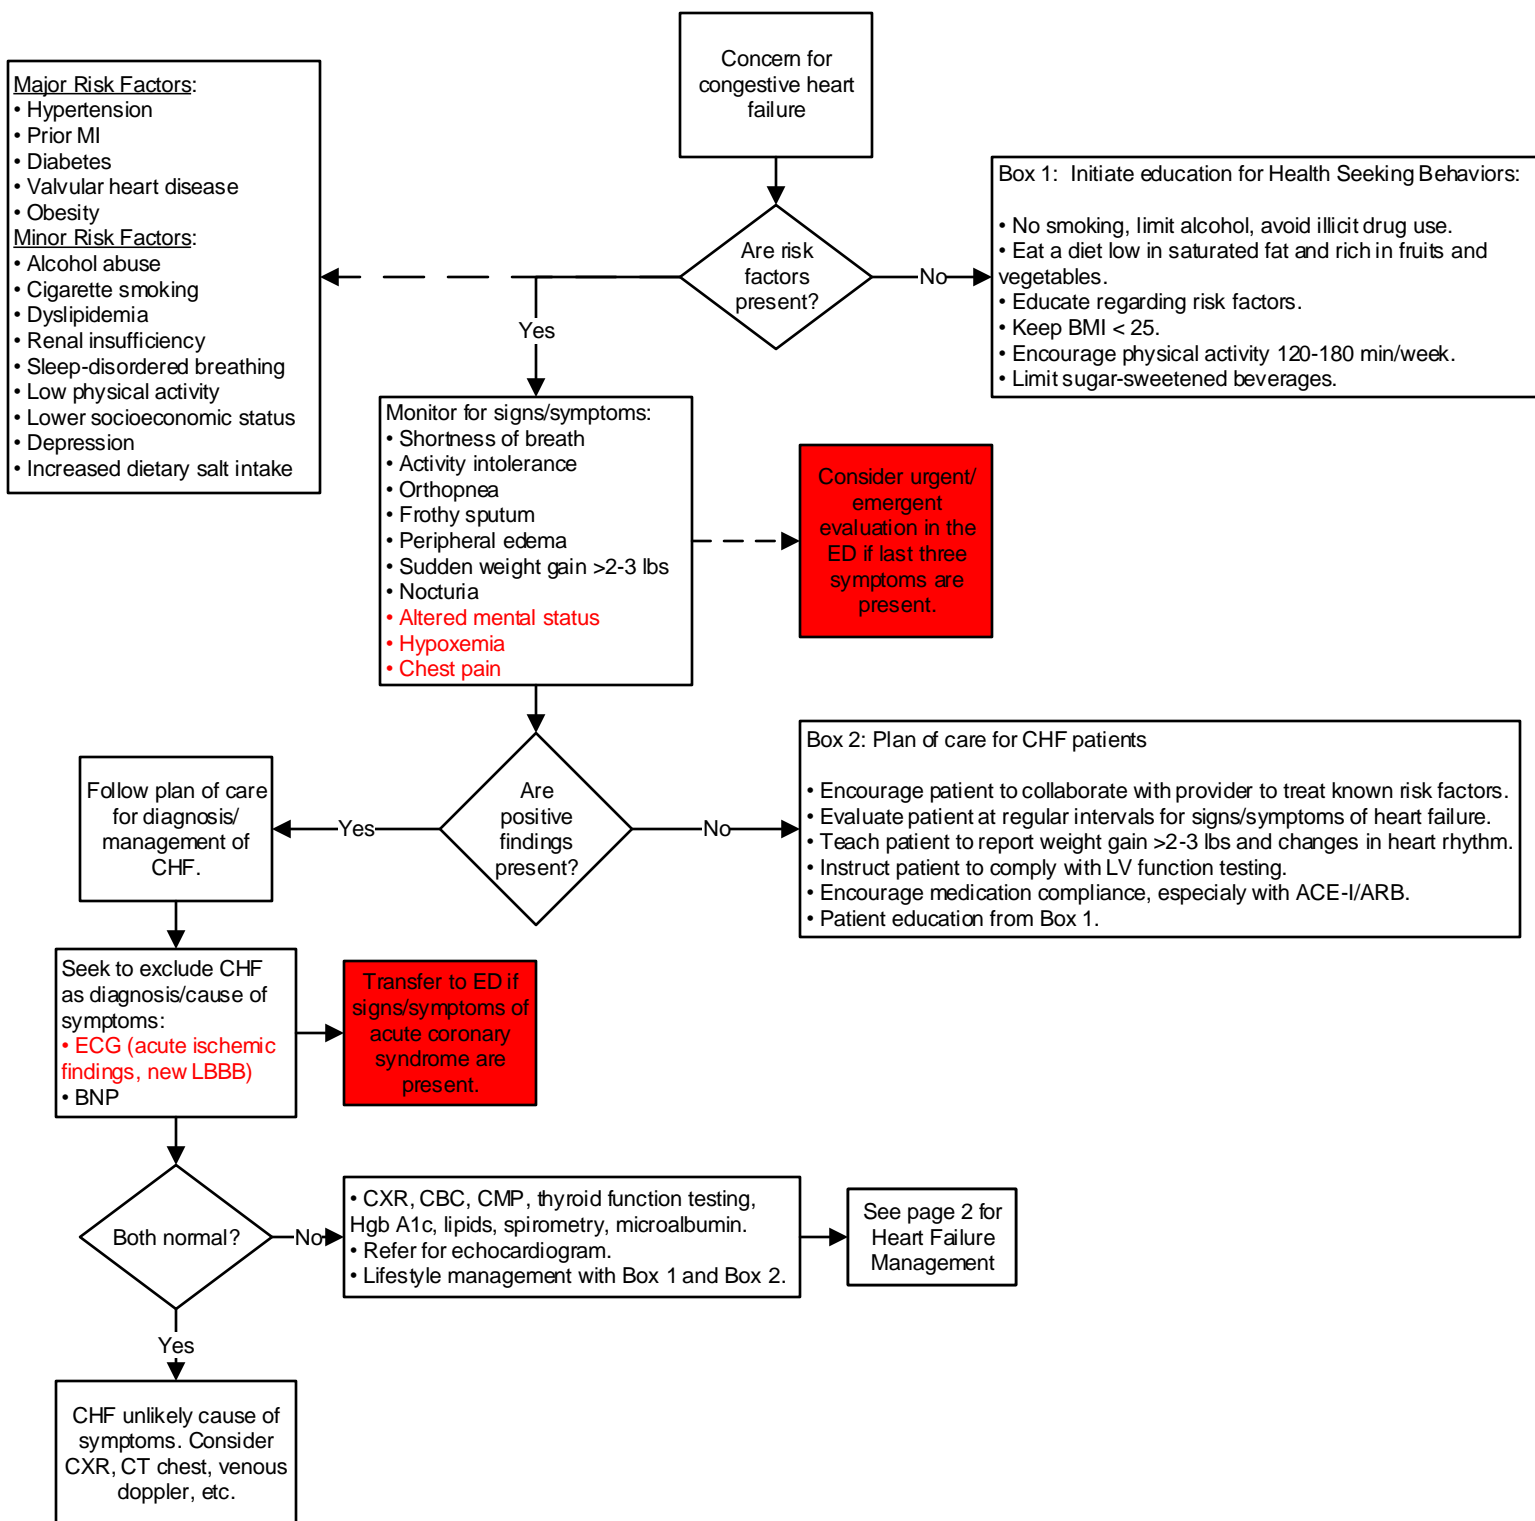 Concern for
congestive heart
failure
Major Risk Factors:
• Hypertension
• Prior MI
• Diabetes
• Valvular heart disease
• Obesity
Minor Risk Factors:
• Alcohol abuse
• Cigarette smoking
• Dyslipidemia
• Renal insufficiency
• Sleep-disordered breathing
• Low physical activity
• Lower socioeconomic status
• Depression
• Increased dietary salt intake
Are risk
factors
present?
No
Box 1:  Initiate education for Health Seeking Behaviors:
• No smoking, limit alcohol, avoid illicit drug use.
• Eat a diet low in saturated fat and rich in fruits and
vegetables.
• Educate regarding risk factors.
• Keep BMI < 25.
• Encourage physical activity 120-180 min/week.
• Limit sugar-sweetened beverages.
Yes
Monitor for signs/symptoms:
• Shortness of breath
• Activity intolerance
• Orthopnea
• Frothy sputum
• Peripheral edema
• Sudden weight gain >2-3 lbs
• Nocturia
• Altered mental status
• Hypoxemia
• Chest pain
Consider urgent/
emergent
evaluation in the
ED if last three
symptoms are
present.
Are
positive
findings
present?
Yes
Follow plan of care
for diagnosis/
management of
CHF.
No
Box 2: Plan of care for CHF patients
• Encourage patient to collaborate with provider to treat known risk factors.
• Evaluate patient at regular intervals for signs/symptoms of heart failure.
• Teach patient to report weight gain >2-3 lbs and changes in heart rhythm.
• Instruct patient to comply with LV function testing.
• Encourage medication compliance, especialy with ACE-I/ARB.
• Patient education from Box 1.
Seek to exclude CHF
as diagnosis/cause of
symptoms:
• ECG (acute ischemic
findings, new LBBB)
• BNP
Transfer to ED if
signs/symptoms of
acute coronary
syndrome are
present.
Both normal?
No
• CXR, CBC, CMP, thyroid function testing,
Hgb A1c, lipids, spirometry, microalbumin.
• Refer for echocardiogram.
• Lifestyle management with Box 1 and Box 2.
See page 2 for
Heart Failure
Management
Yes
CHF unlikely cause of
symptoms. Consider
CXR, CT chest, venous
doppler, etc.